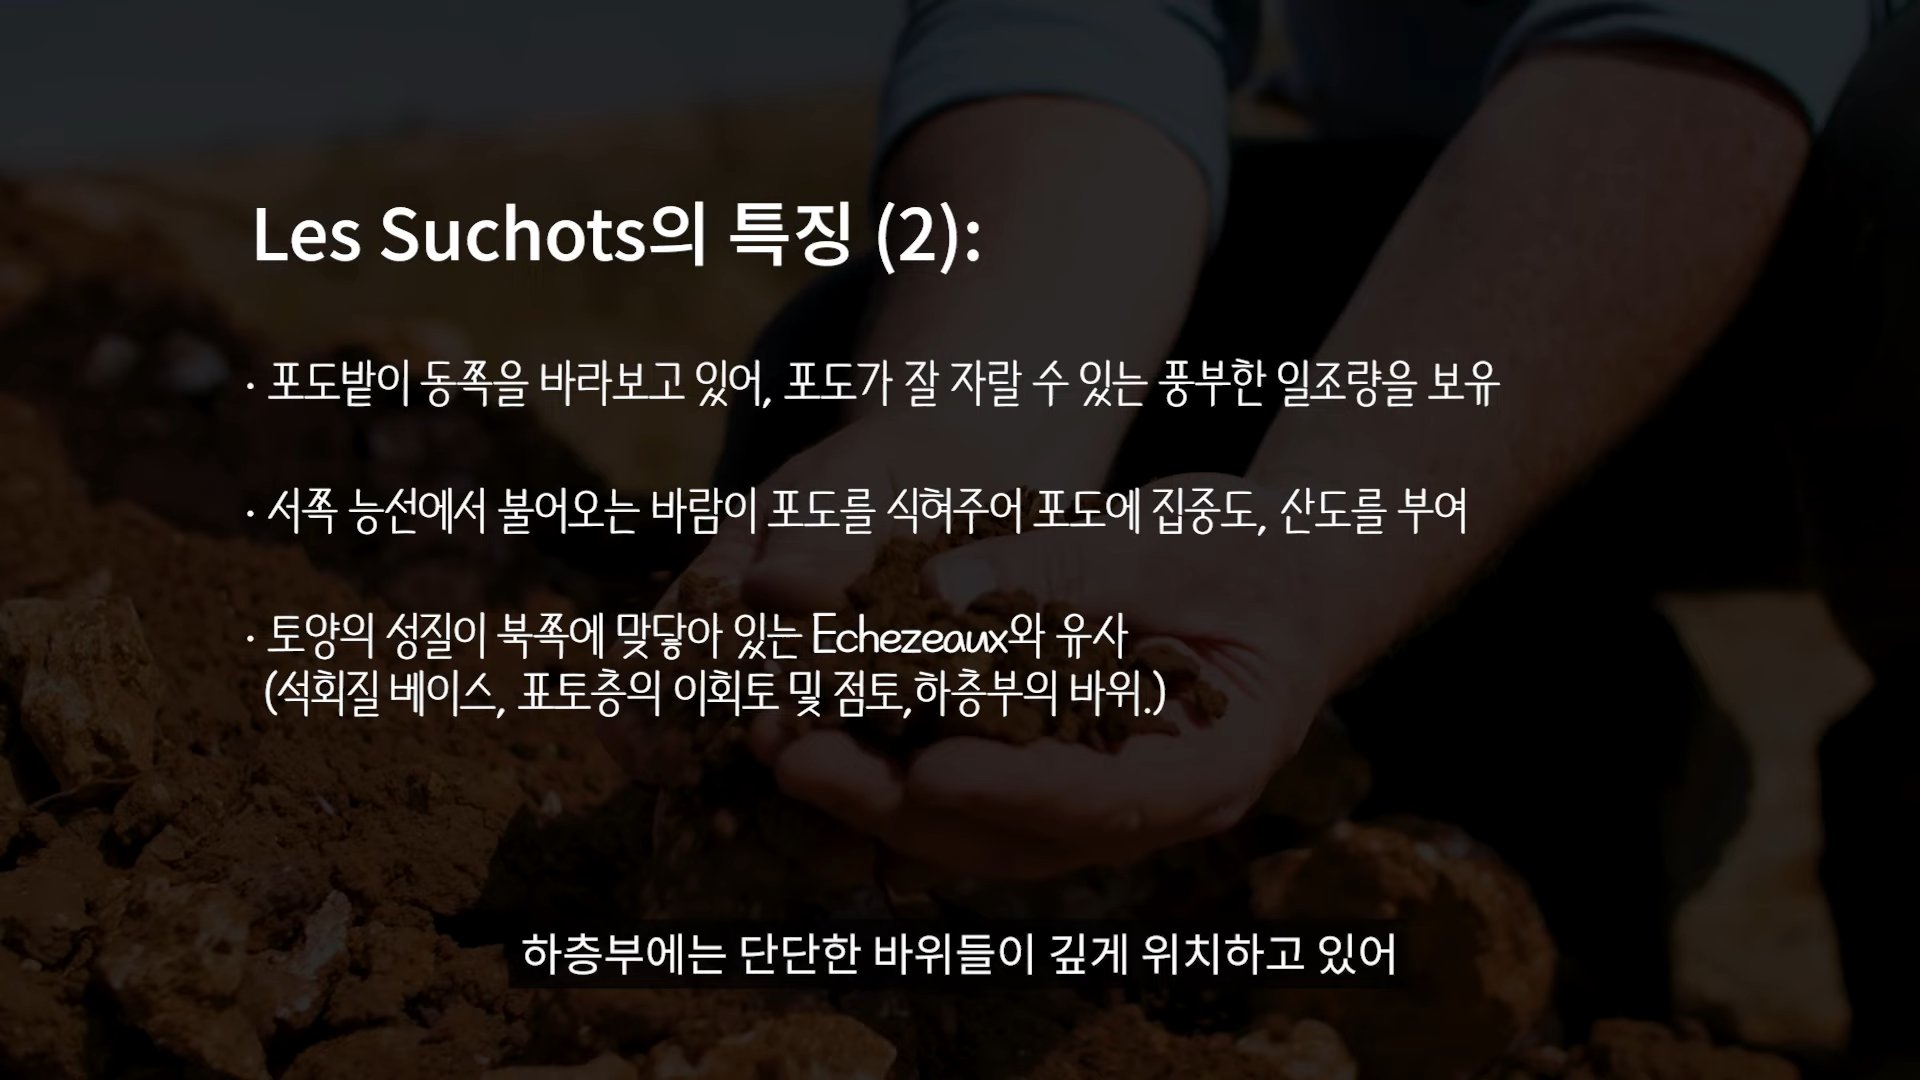 Les Suchots의 특징 (2):
· 포도밭이 동쪽을 바라보고 있어, 포도가 잘 자랄 수 있는 풍부한 일조량을 보유
· 서쪽 능선에서 불어오는 바람이 포도를 식혀주어 포도에 집중도, 산도를 부여
· 토양의 성질이 북쪽에 맞닿아 있는 Echezeaux와 유사
(석회질 베이스, 표토층의 이회토 및 점토,하층부의 바위.)
하층부에는 단단한 바위들이 깊게 위치하고 있어